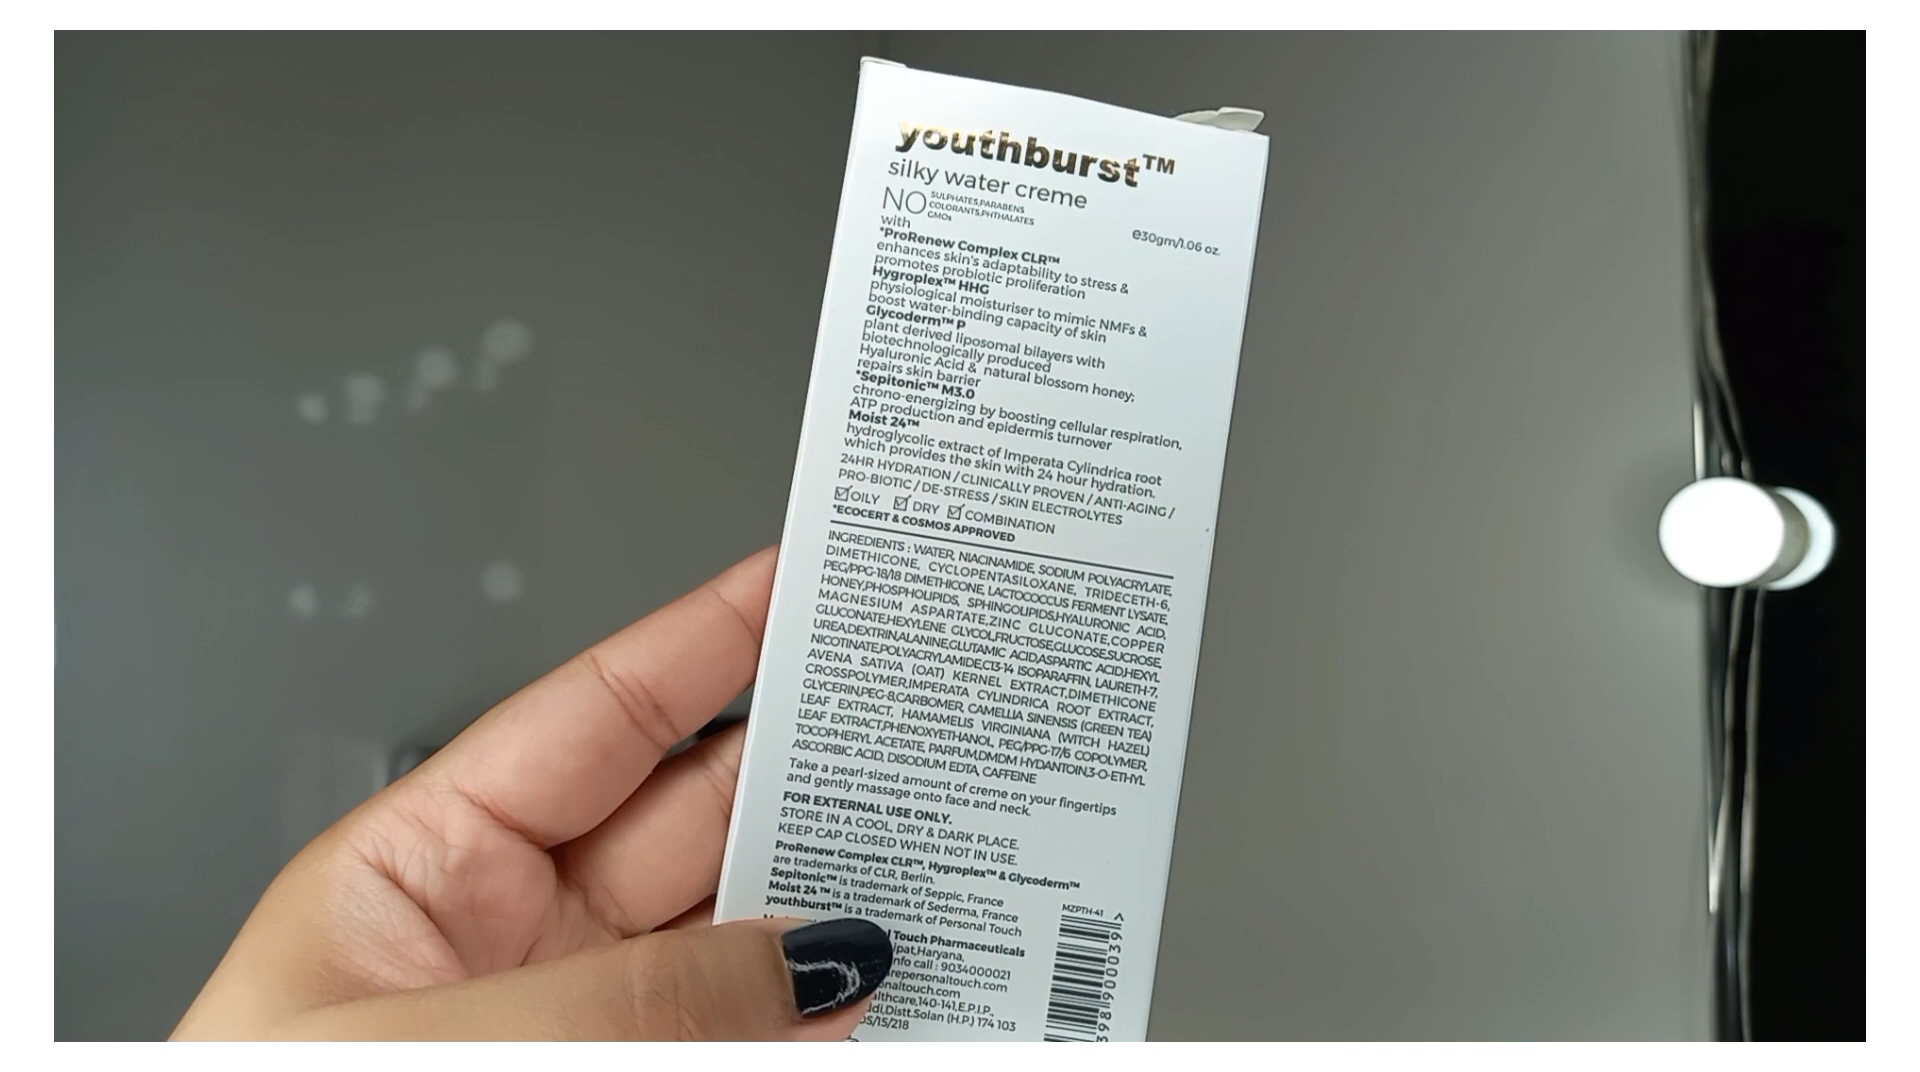 youthburst™
silky water creme
NO SULPHATES,PARABENS
COLORANTS,PHTHALATES
GMOs
e30gm/1.06 oz.
with
*ProRenew Complex CLR™
enhances skin's adaptability to stress &
promotes probiotic proliferation
Hygroplex™ HHG
physiological moisturiser to mimic NMFs &
boost water-binding capacity of skin
Glycoderm™ P
plant derived liposomal bilayers with
biotechnologically produced
Hyaluronic Acid & natural blossom honey;
repairs skin barrier
*Sepitonic™ M3.0
chrono-energizing by boosting cellular respiration,
ATP production and epidermis turnover
Moist 24™
hydroglycolic extract of Imperata Cylindrica root
which provides the skin with 24 hour hydration.
24HR HYDRATION / CLINICALLY PROVEN / ANTI-AGING /
PRO-BIOTIC / DE-STRESS / SKIN ELECTROLYTES
☑OILY ☑ DRY ☑ COMBINATION
*ECOCERT & COSMOS APPROVED
INGREDIENTS : WATER, NIACINAMIDE, SODIUM POLYACRYLATE,
DIMETHICONE, CYCLOPENTASILOXANE, TRIDECETH-6,
PEG/PPG-18/18 DIMETHICONE, LACTOCOCCUS FERMENT LYSATE,
HONEY,PHOSPHOLIPIDS, SPHINGOLIPIDS,HYALURONIC ACID,
MAGNESIUM ASPARTATE,ZINC GLUCONATE,COPPER
GLUCONATE,HEXYLENE GLYCOL,FRUCTOSE,GLUCOSE,SUCROSE,
UREA,DEXTRIN,ALANINE,GLUTAMIC ACID,ASPARTIC ACID,HEXYL
NICOTINATE,POLYACRYLAMIDE,C13-14 ISOPARAFFIN, LAURETH-7,
AVENA SATIVA (OAT) KERNEL EXTRACT,DIMETHICONE
CROSSPOLYMER,IMPERATA CYLINDRICA ROOT EXTRACT,
GLYCERIN,PEG-8,CARBOMER, CAMELLIA SINENSIS (GREEN TEA)
LEAF EXTRACT, HAMAMELIS VIRGINIANA (WITCH HAZEL)
LEAF EXTRACT,PHENOXYETHANOL, PEG/PPG-17/6 COPOLYMER,
TOCOPHERYL ACETATE, PARFUM,DMDM HYDANTOIN,3-O-ETHYL
ASCORBIC ACID, DISODIUM EDTA, CAFFEINE
Take a pearl-sized amount of creme on your fingertips
and gently massage onto face and neck.
FOR EXTERNAL USE ONLY.
STORE IN A COOL, DRY & DARK PLACE.
KEEP CAP CLOSED WHEN NOT IN USE.
ProRenew Complex CLR™, Hygroplex™ & Glycoderm™
are trademarks of CLR, Berlin.
Sepitonic™ is trademark of Seppic, France
Moist 24 ™ is a trademark of Sederma, France
youthburst™ is a trademark of Personal Touch
Touch Pharmaceuticals
Haryana,
call : 9034000021
Distt.Solan (H.P.) 174 103
/15/218
MZPTH-41